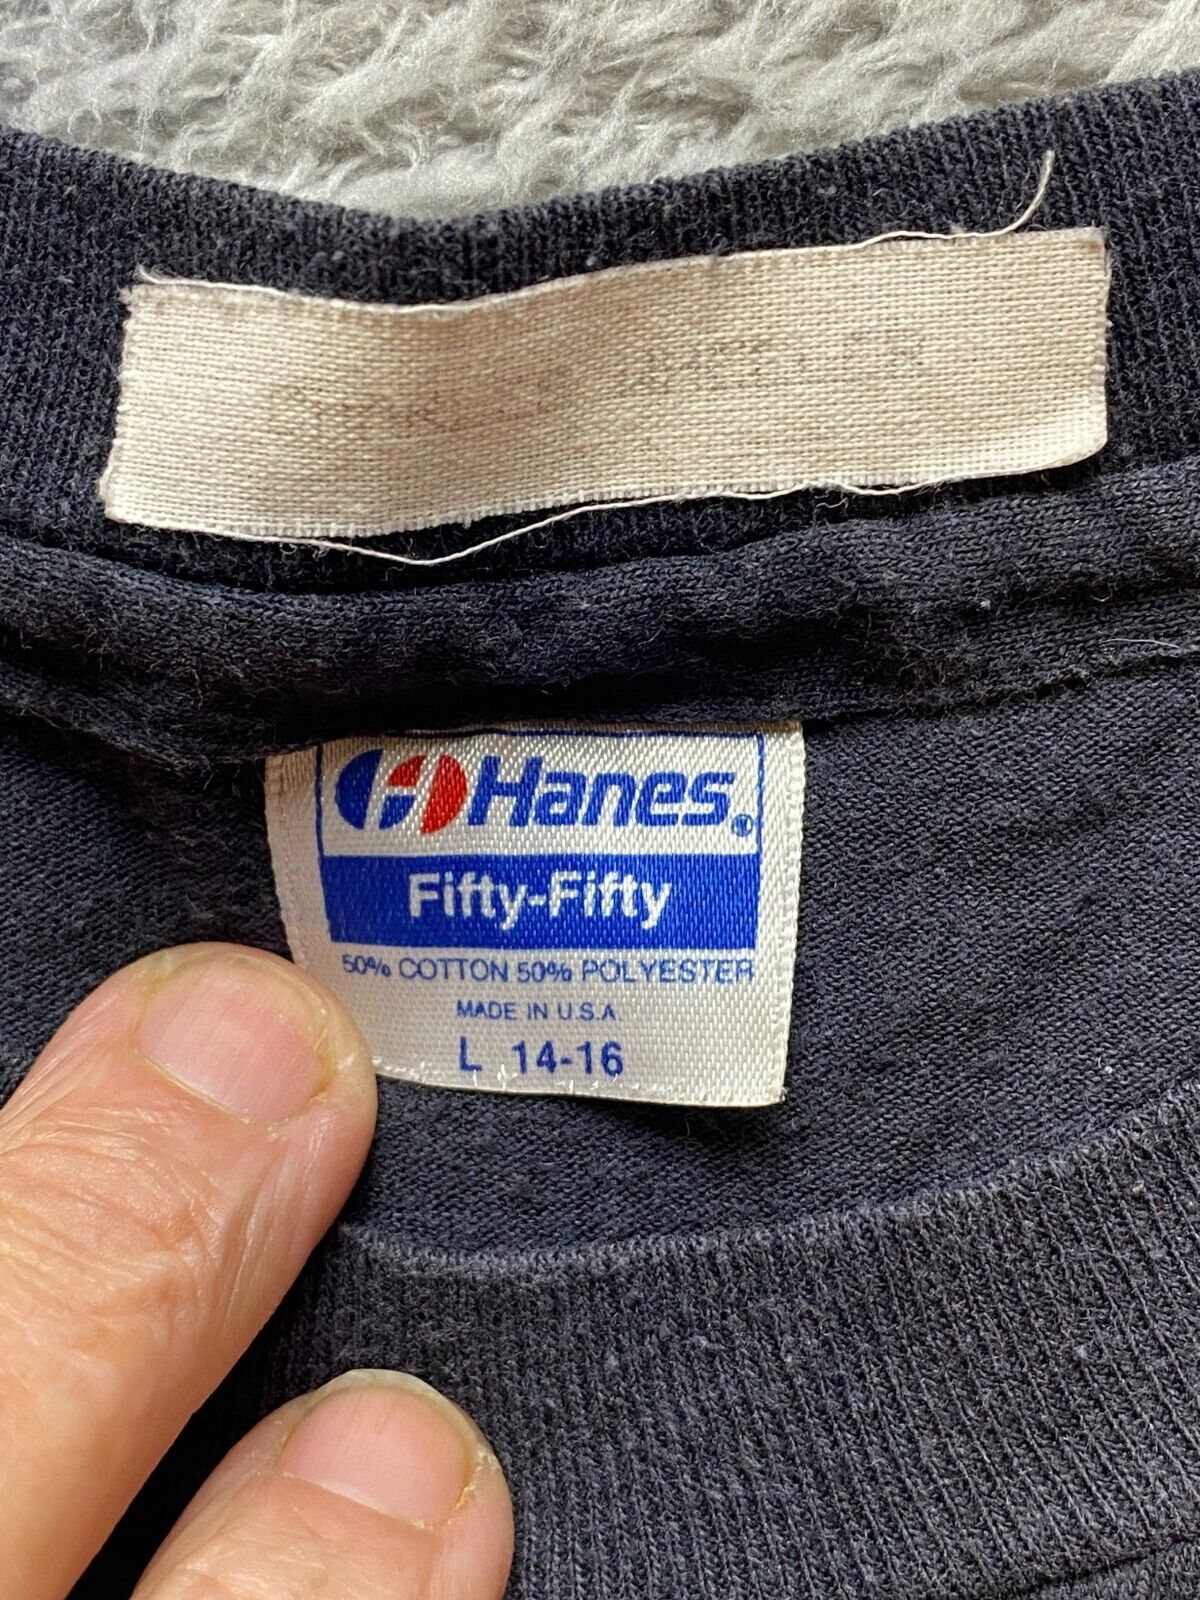 Hanes®
Fifty-Fifty
50% COTTON 50% POLYESTER
MADE IN U.S.A
L 14-16